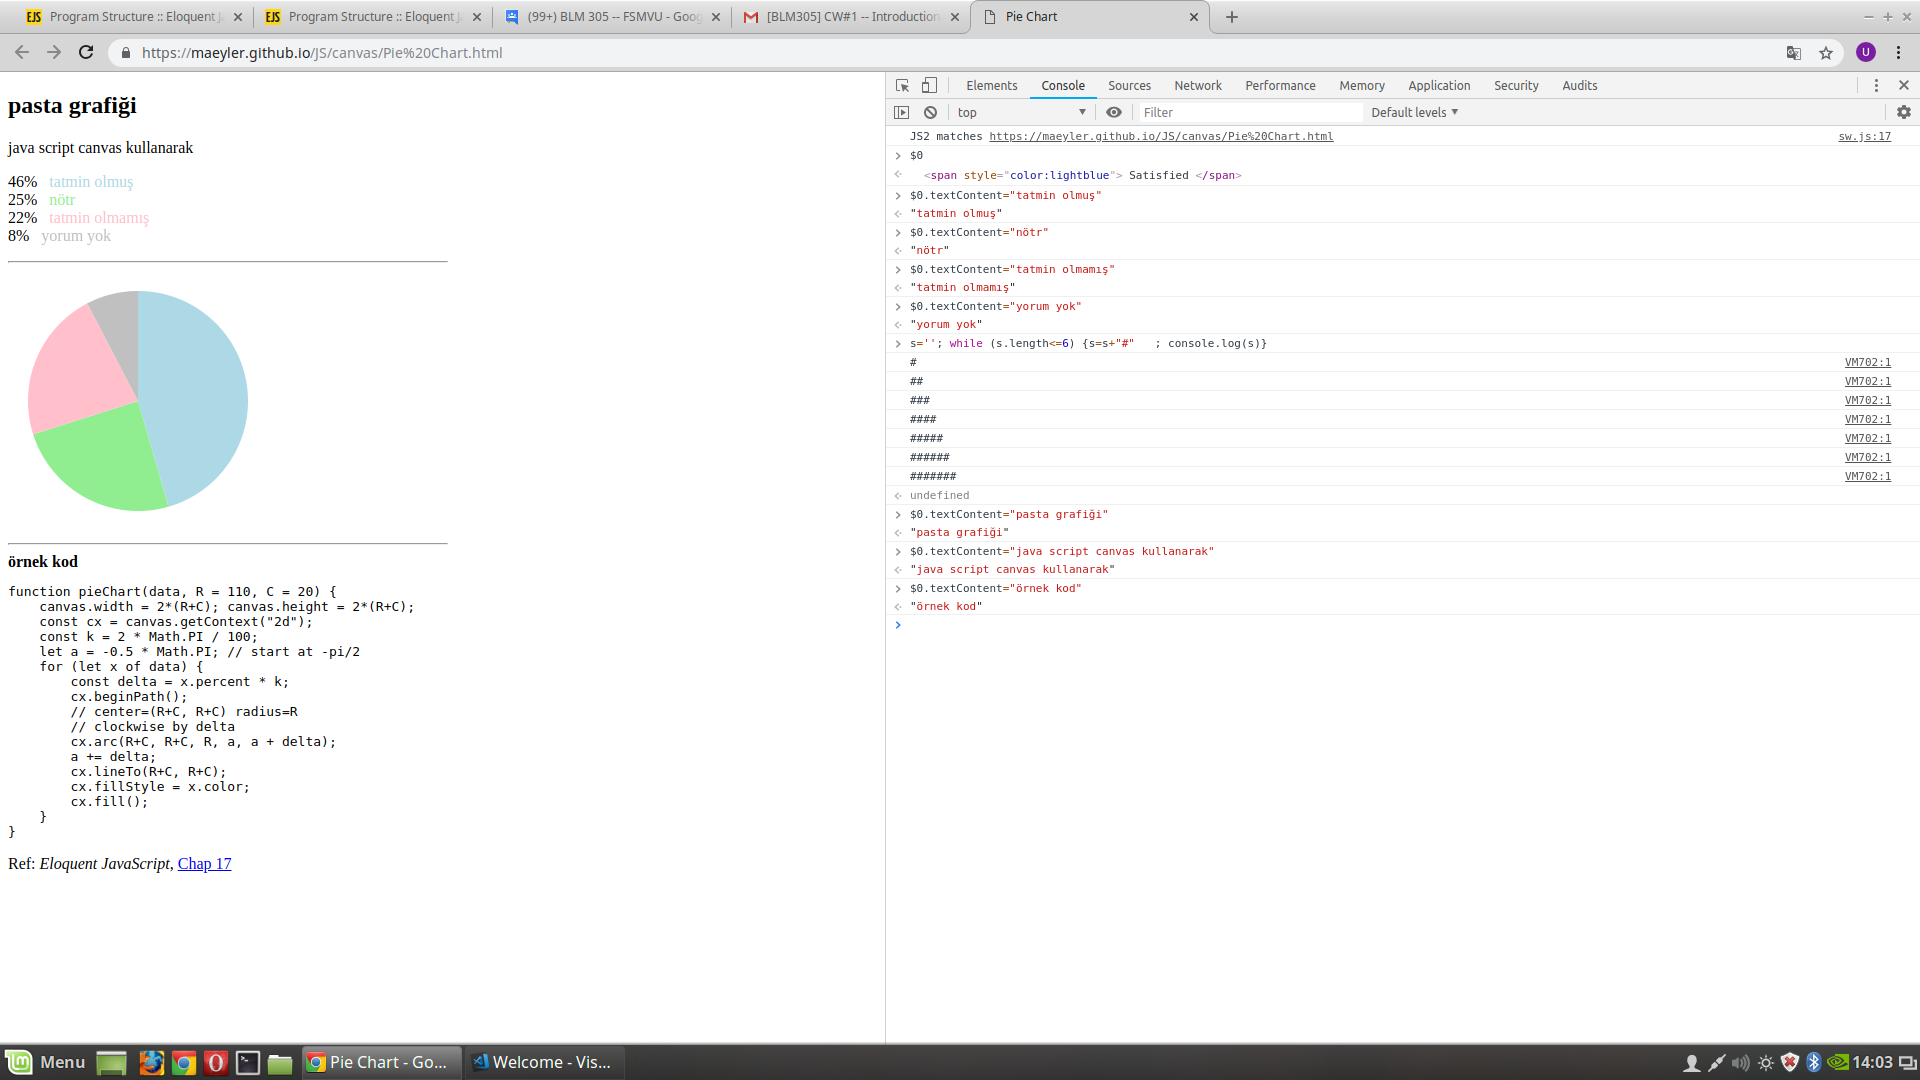 Program Structure :: Eloquent J
Program Structure :: Eloquent J
(99+) BLM 305 -- FSMVU - Goog
[BLM305] CW#1 -- Introduction
Pie Chart
https://maeyler.github.io/JS/canvas/Pie%20Chart.html
U
pasta grafiği
java script canvas kullanarak
46% tatmin olmuş
25% nötr
22% tatmin olmamış
8% yorum yok
örnek kod
function pieChart(data, R = 110, C = 20) {
canvas.width = 2*(R+C); canvas.height = 2*(R+C);
const cx = canvas.getContext("2d");
const k = 2 * Math.PI / 100;
let a = -0.5 * Math.PI; // start at -pi/2
for (let x of data) {
const delta = x.percent * k;
cx.beginPath();
// center=(R+C, R+C) radius=R
// clockwise by delta
cx.arc(R+C, R+C, R, a, a + delta);
a += delta;
cx.lineTo(R+C, R+C);
cx.fillStyle = x.color;
cx.fill();
}
}
Ref: Eloquent JavaScript, Chap 17
Elements Console Sources Network Performance Memory Application Security Audits
top Filter Default levels
JS2 matches https://maeyler.github.io/JS/canvas/Pie%20Chart.html sw.js:17
$0
<span style="color:lightblue"> Satisfied </span>
$0.textContent="tatmin olmuş"
"tatmin olmuş"
$0.textContent="nötr"
"nötr"
$0.textContent="tatmin olmamış"
"tatmin olmamış"
$0.textContent="yorum yok"
"yorum yok"
s=''; while (s.length<=6) {s=s+"#"   ; console.log(s)}
# VM702:1
## VM702:1
### VM702:1
#### VM702:1
##### VM702:1
###### VM702:1
####### VM702:1
undefined
$0.textContent="pasta grafiği"
"pasta grafiği"
$0.textContent="java script canvas kullanarak"
"java script canvas kullanarak"
$0.textContent="örnek kod"
"örnek kod"
Menu
Pie Chart - Go...
Welcome - Vis...
14:03